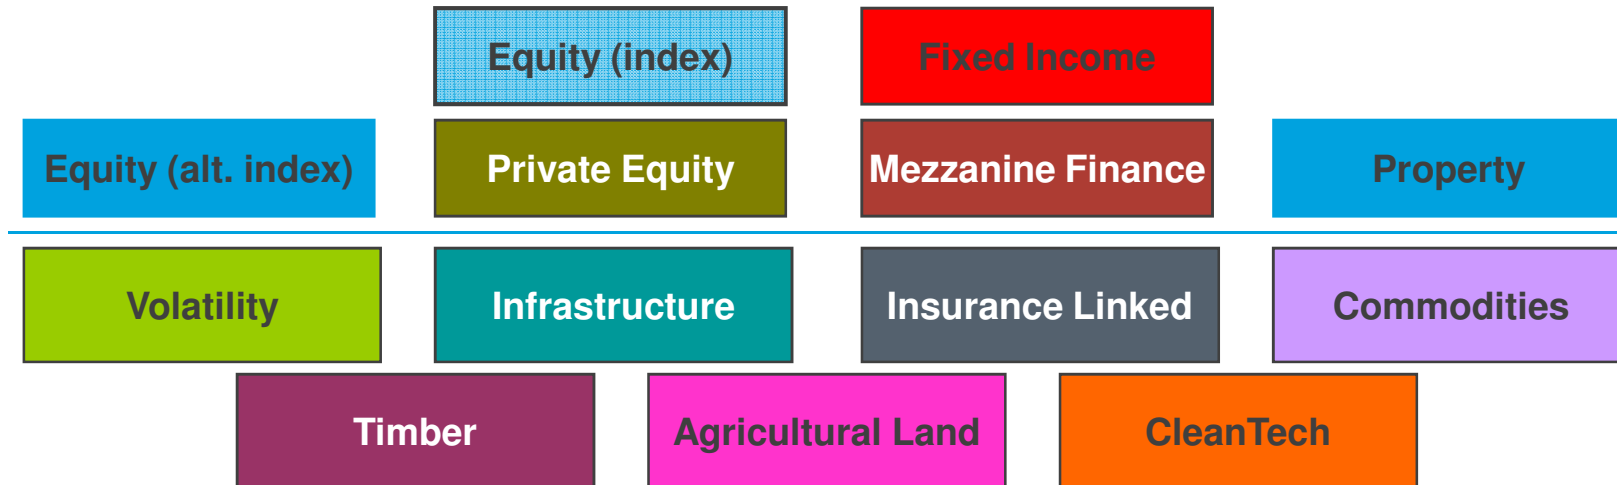 Equity (index)
Fixed Income
Equity (alt. index)
Private Equity
Mezzanine Finance
Property
Volatility
Infrastructure
Insurance Linked
Commodities
Timber
Agricultural Land
CleanTech